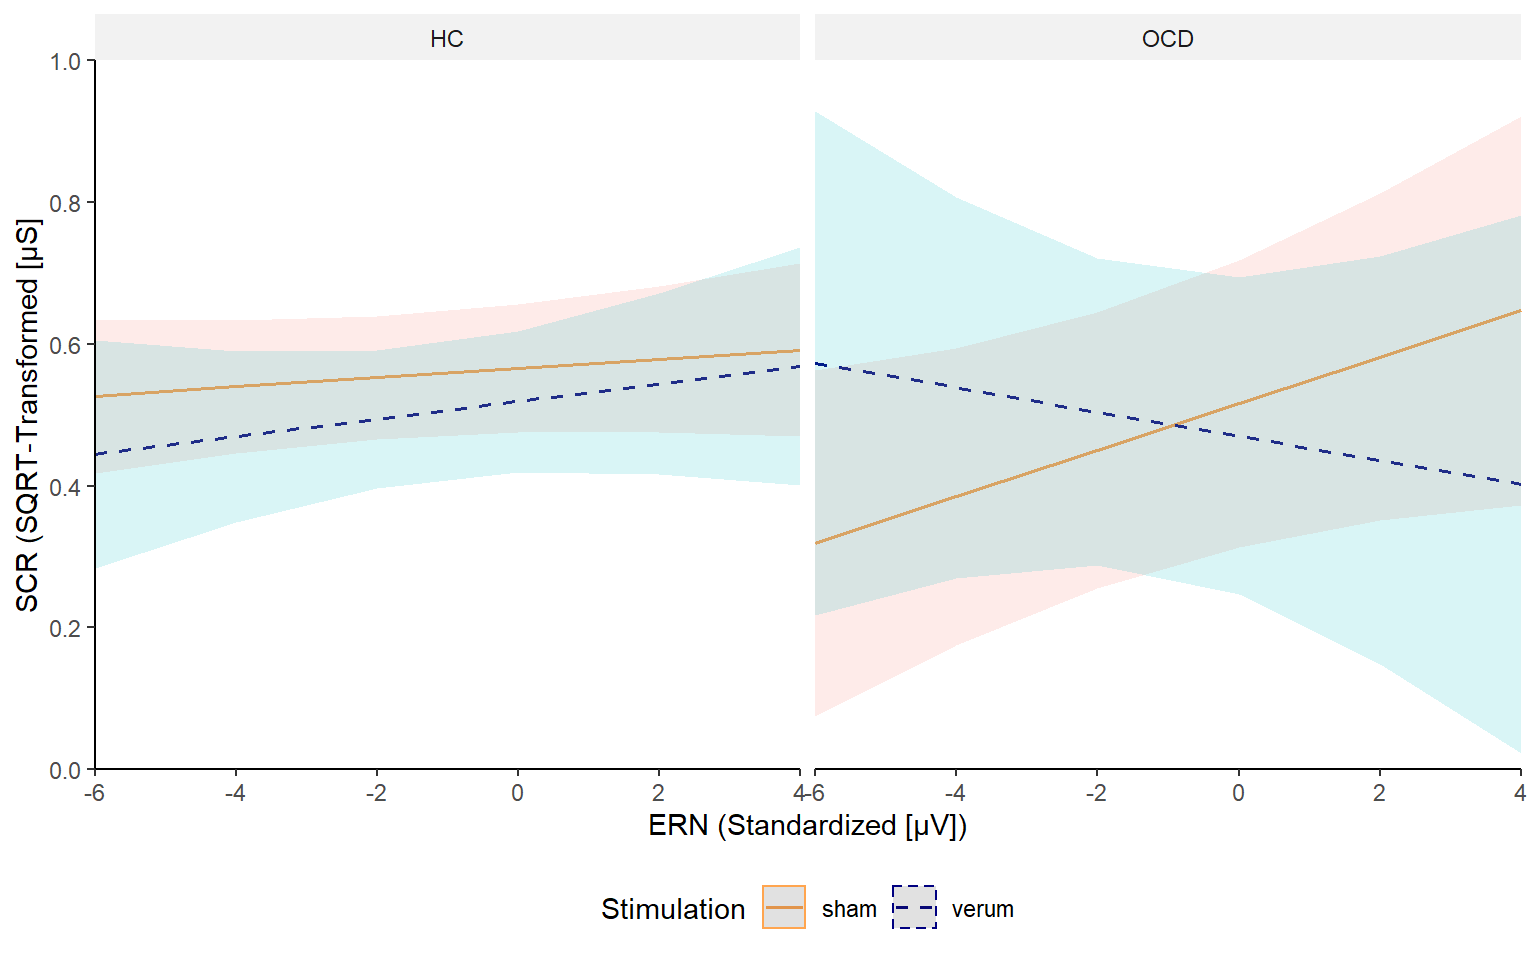 HC
OCD
SCR (SQRT-Transformed [µS]
1.0
0.8
0.6
0.4
0.2
0.0
-6 -4 -2 0 2 4
-6 -4 -2 0 2 4
ERN (Standardized [µV])
Stimulation sham verum